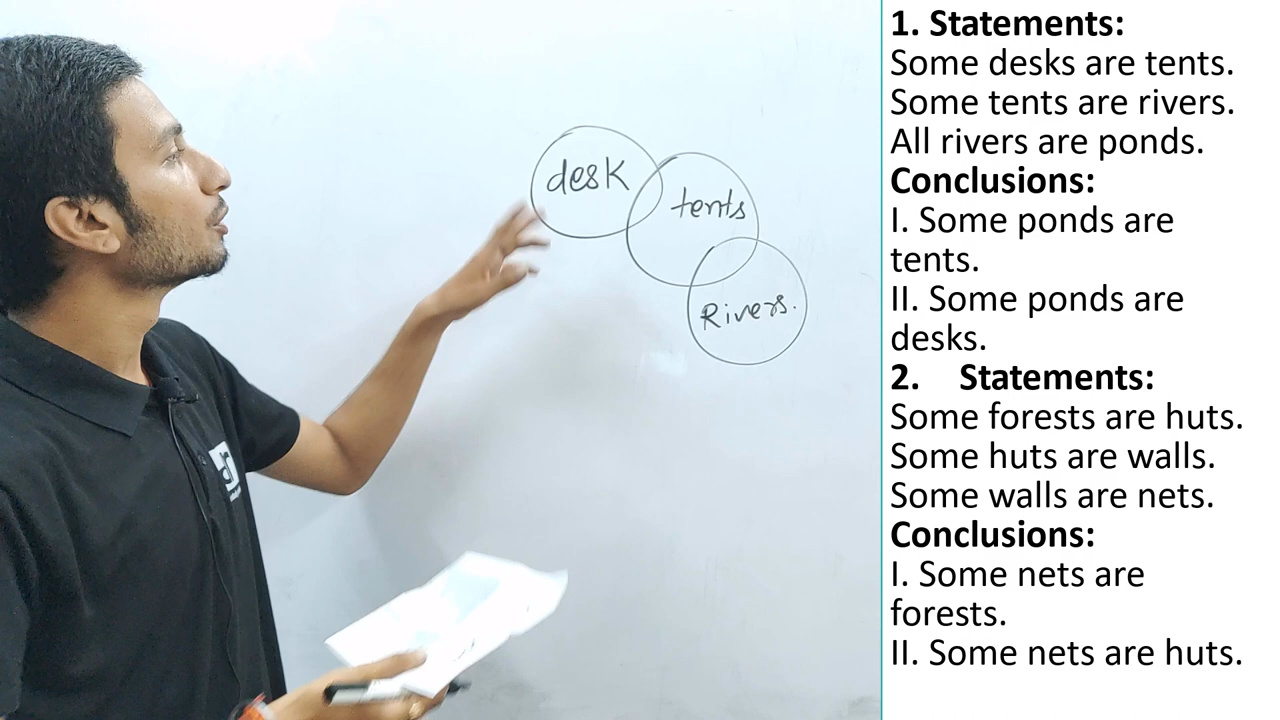 desk
tents
Rivers.
1. Statements:
Some desks are tents.
Some tents are rivers.
All rivers are ponds.
Conclusions:
I. Some ponds are
tents.
II. Some ponds are
desks.
2. Statements:
Some forests are huts.
Some huts are walls.
Some walls are nets.
Conclusions:
I. Some nets are
forests.
II. Some nets are huts.